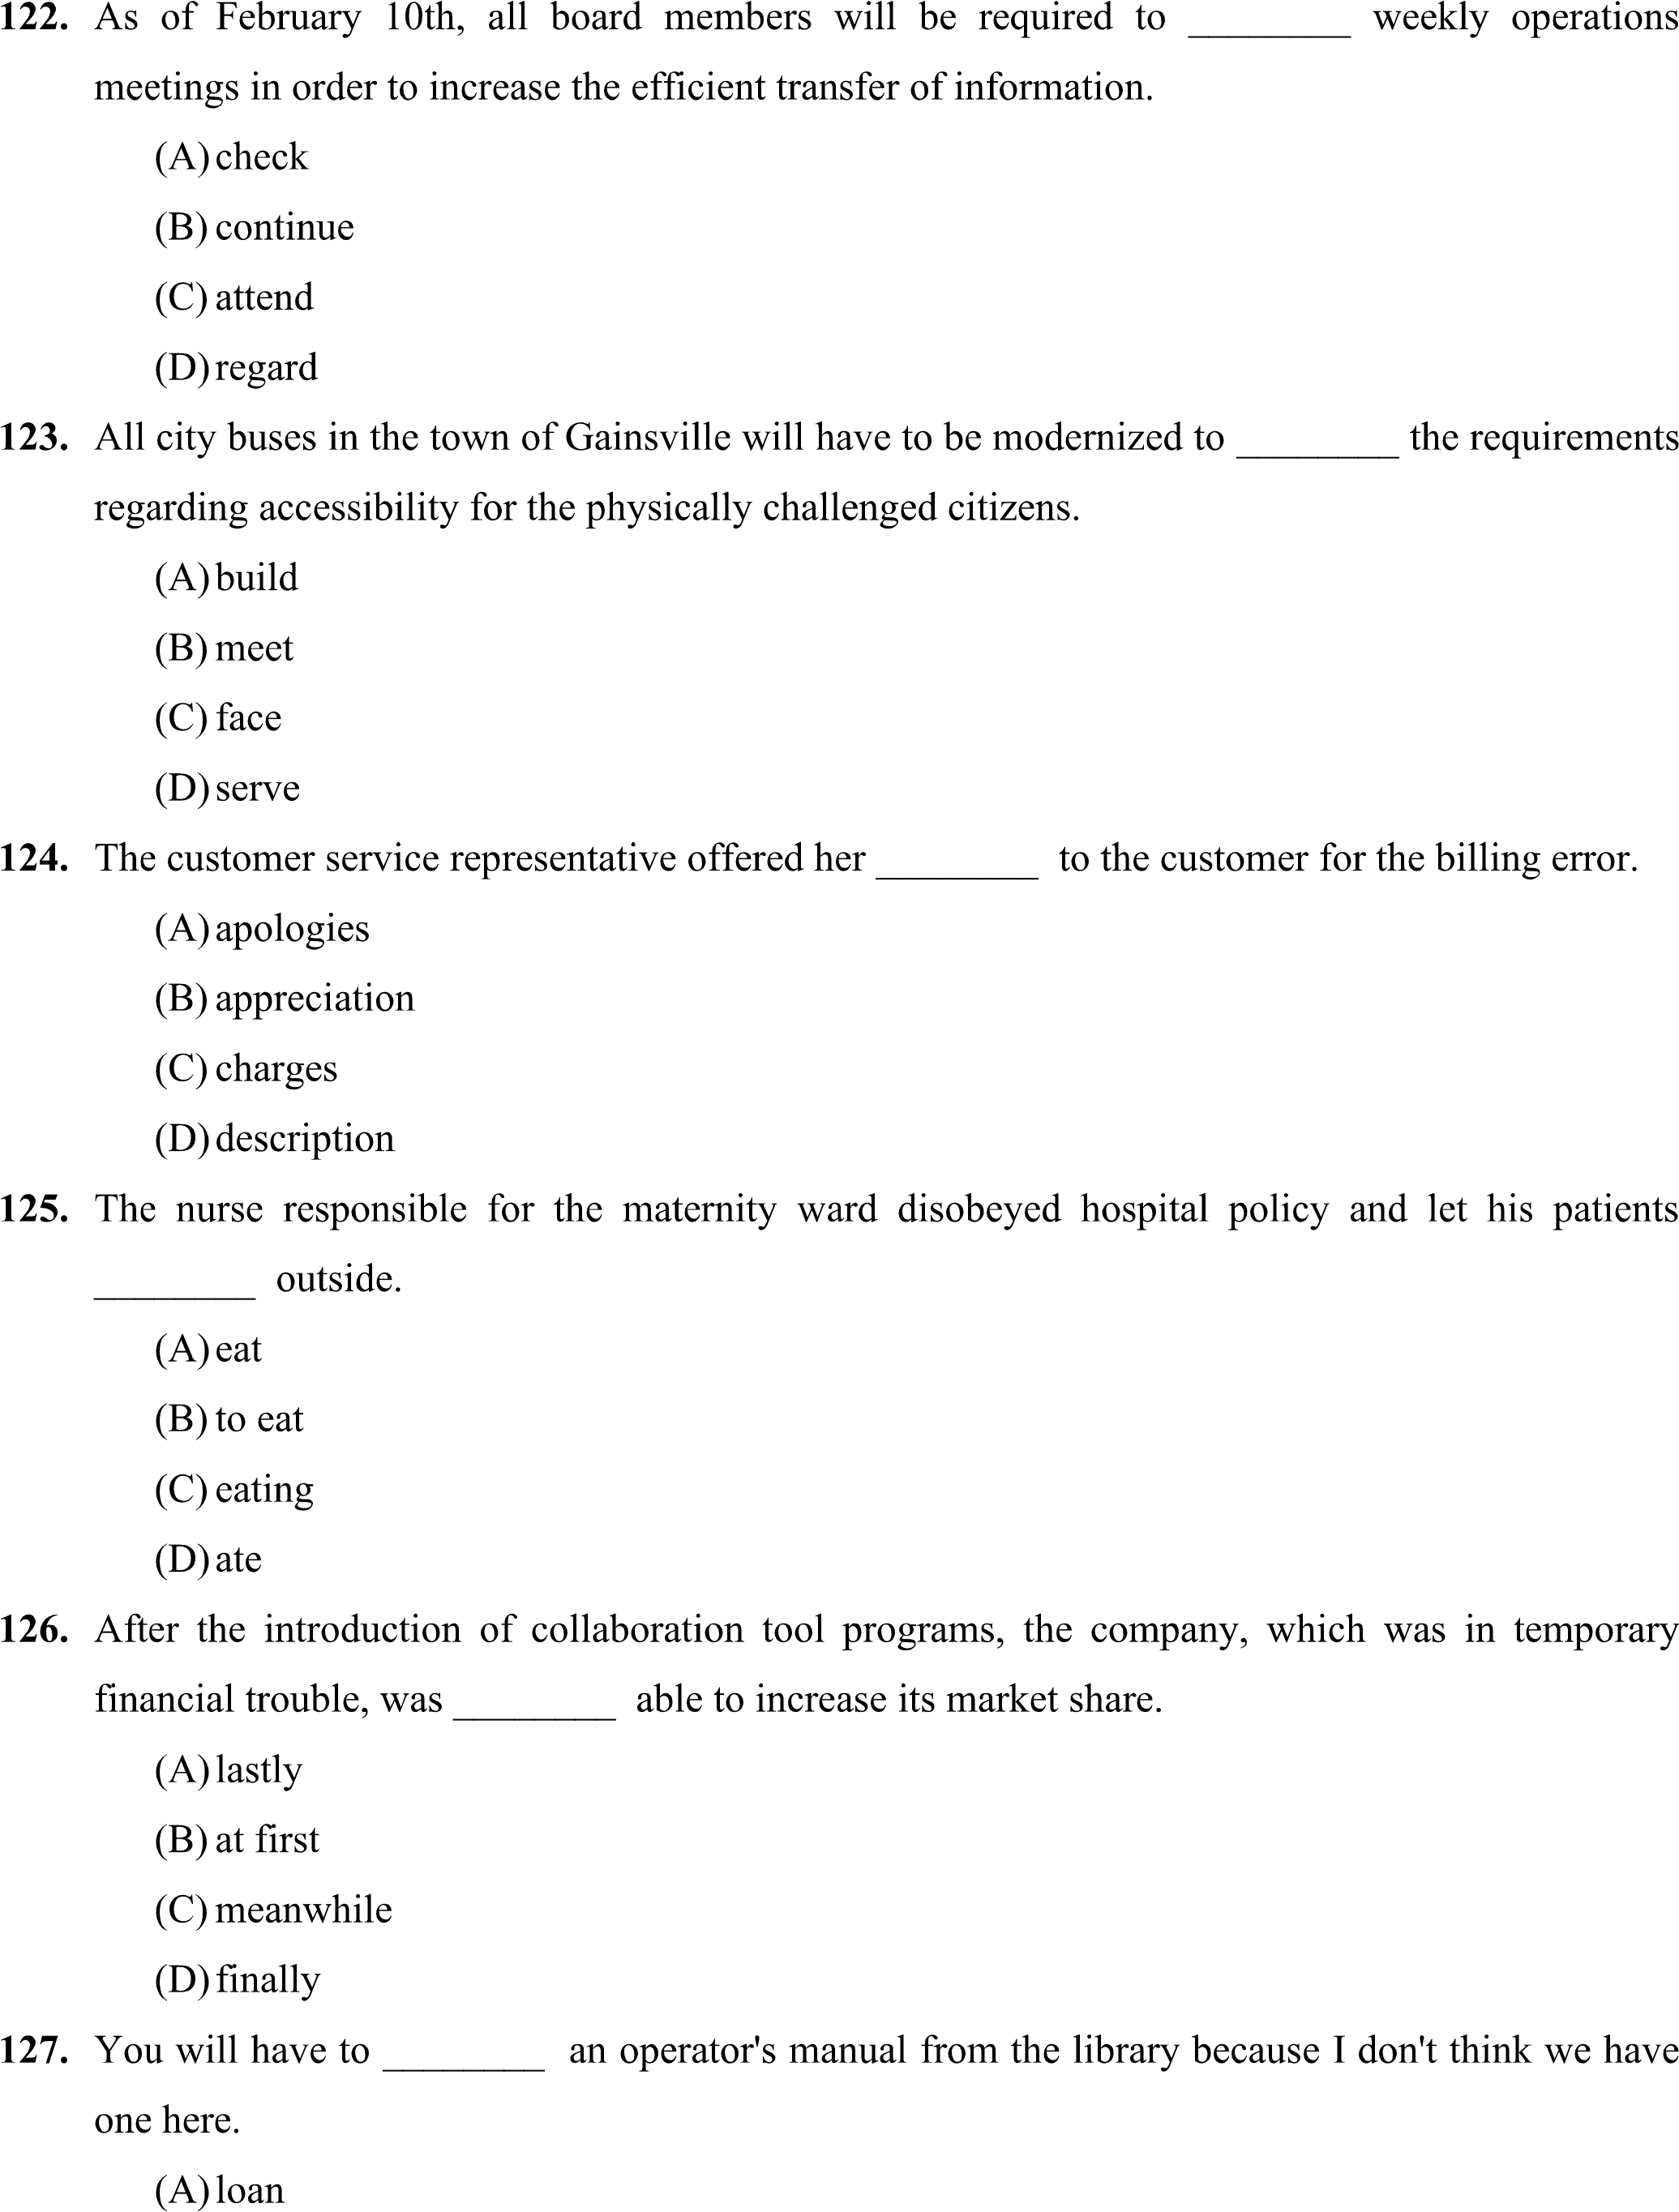 122. As of February 10th, all board members will be required to ________ weekly operations
meetings in order to increase the efficient transfer of information.
(A) check
(B) continue
(C) attend
(D) regard
123. All city buses in the town of Gainsville will have to be modernized to ________ the requirements
regarding accessibility for the physically challenged citizens.
(A) build
(B) meet
(C) face
(D) serve
124. The customer service representative offered her ________ to the customer for the billing error.
(A) apologies
(B) appreciation
(C) charges
(D) description
125. The nurse responsible for the maternity ward disobeyed hospital policy and let his patients
________ outside.
(A) eat
(B) to eat
(C) eating
(D) ate
126. After the introduction of collaboration tool programs, the company, which was in temporary
financial trouble, was ________ able to increase its market share.
(A) lastly
(B) at first
(C) meanwhile
(D) finally
127. You will have to ________ an operator's manual from the library because I don't think we have
one here.
(A) loan